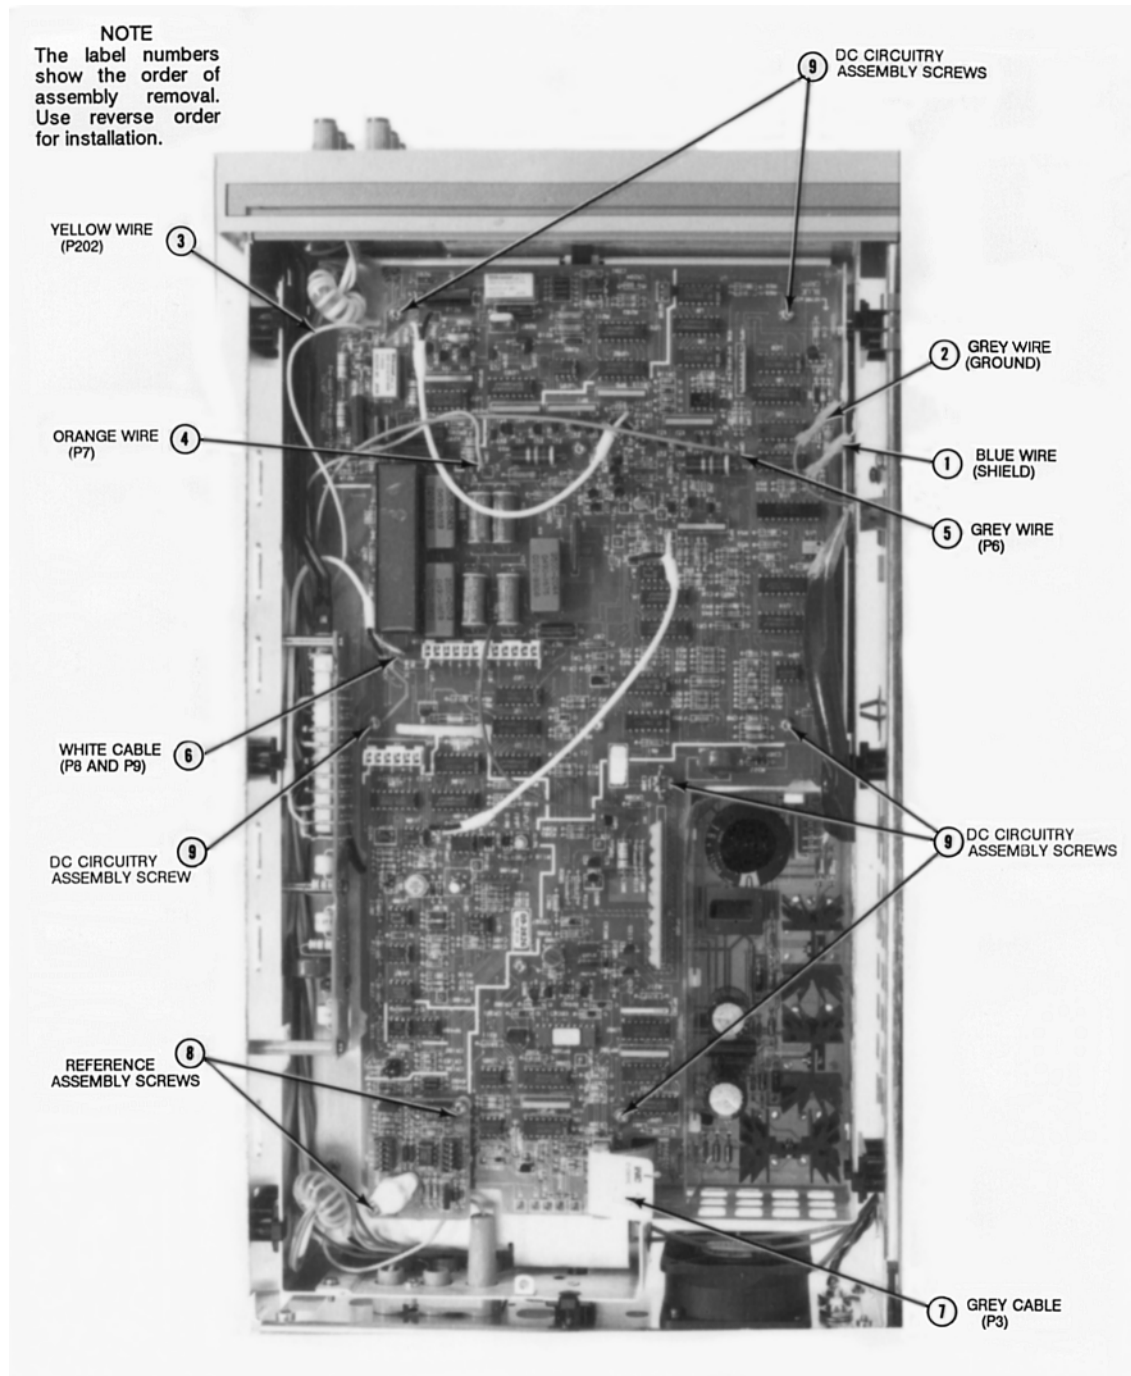 NOTE
The label numbers
show the order of
assembly removal.
Use reverse order
for installation.
9 DC CIRCUITRY
ASSEMBLY SCREWS
YELLOW WIRE
(P202)
3
2 GREY WIRE
(GROUND)
ORANGE WIRE
(P7)
4
1 BLUE WIRE
(SHIELD)
5 GREY WIRE
(P6)
WHITE CABLE
(P8 AND P9)
6
DC CIRCUITRY
ASSEMBLY SCREW
9
9 DC CIRCUITRY
ASSEMBLY SCREWS
REFERENCE
ASSEMBLY SCREWS
8
7 GREY CABLE
(P3)